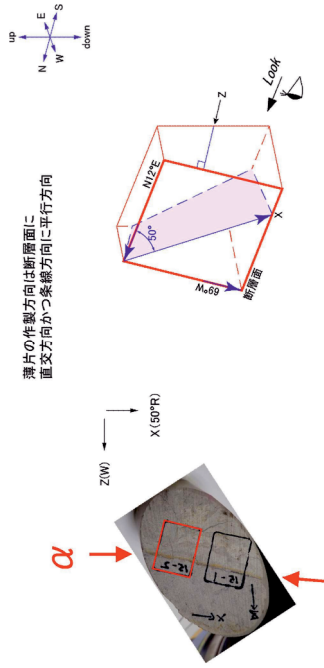 薄片の作製方向は断層面に
直交方向かつ条線方向に平行方向
up
down
N
S
E
W
N12°E
50°
69°W
断層面
X
Z
Look
α
Z(W)
X(50°R)
12-2
12-1
X